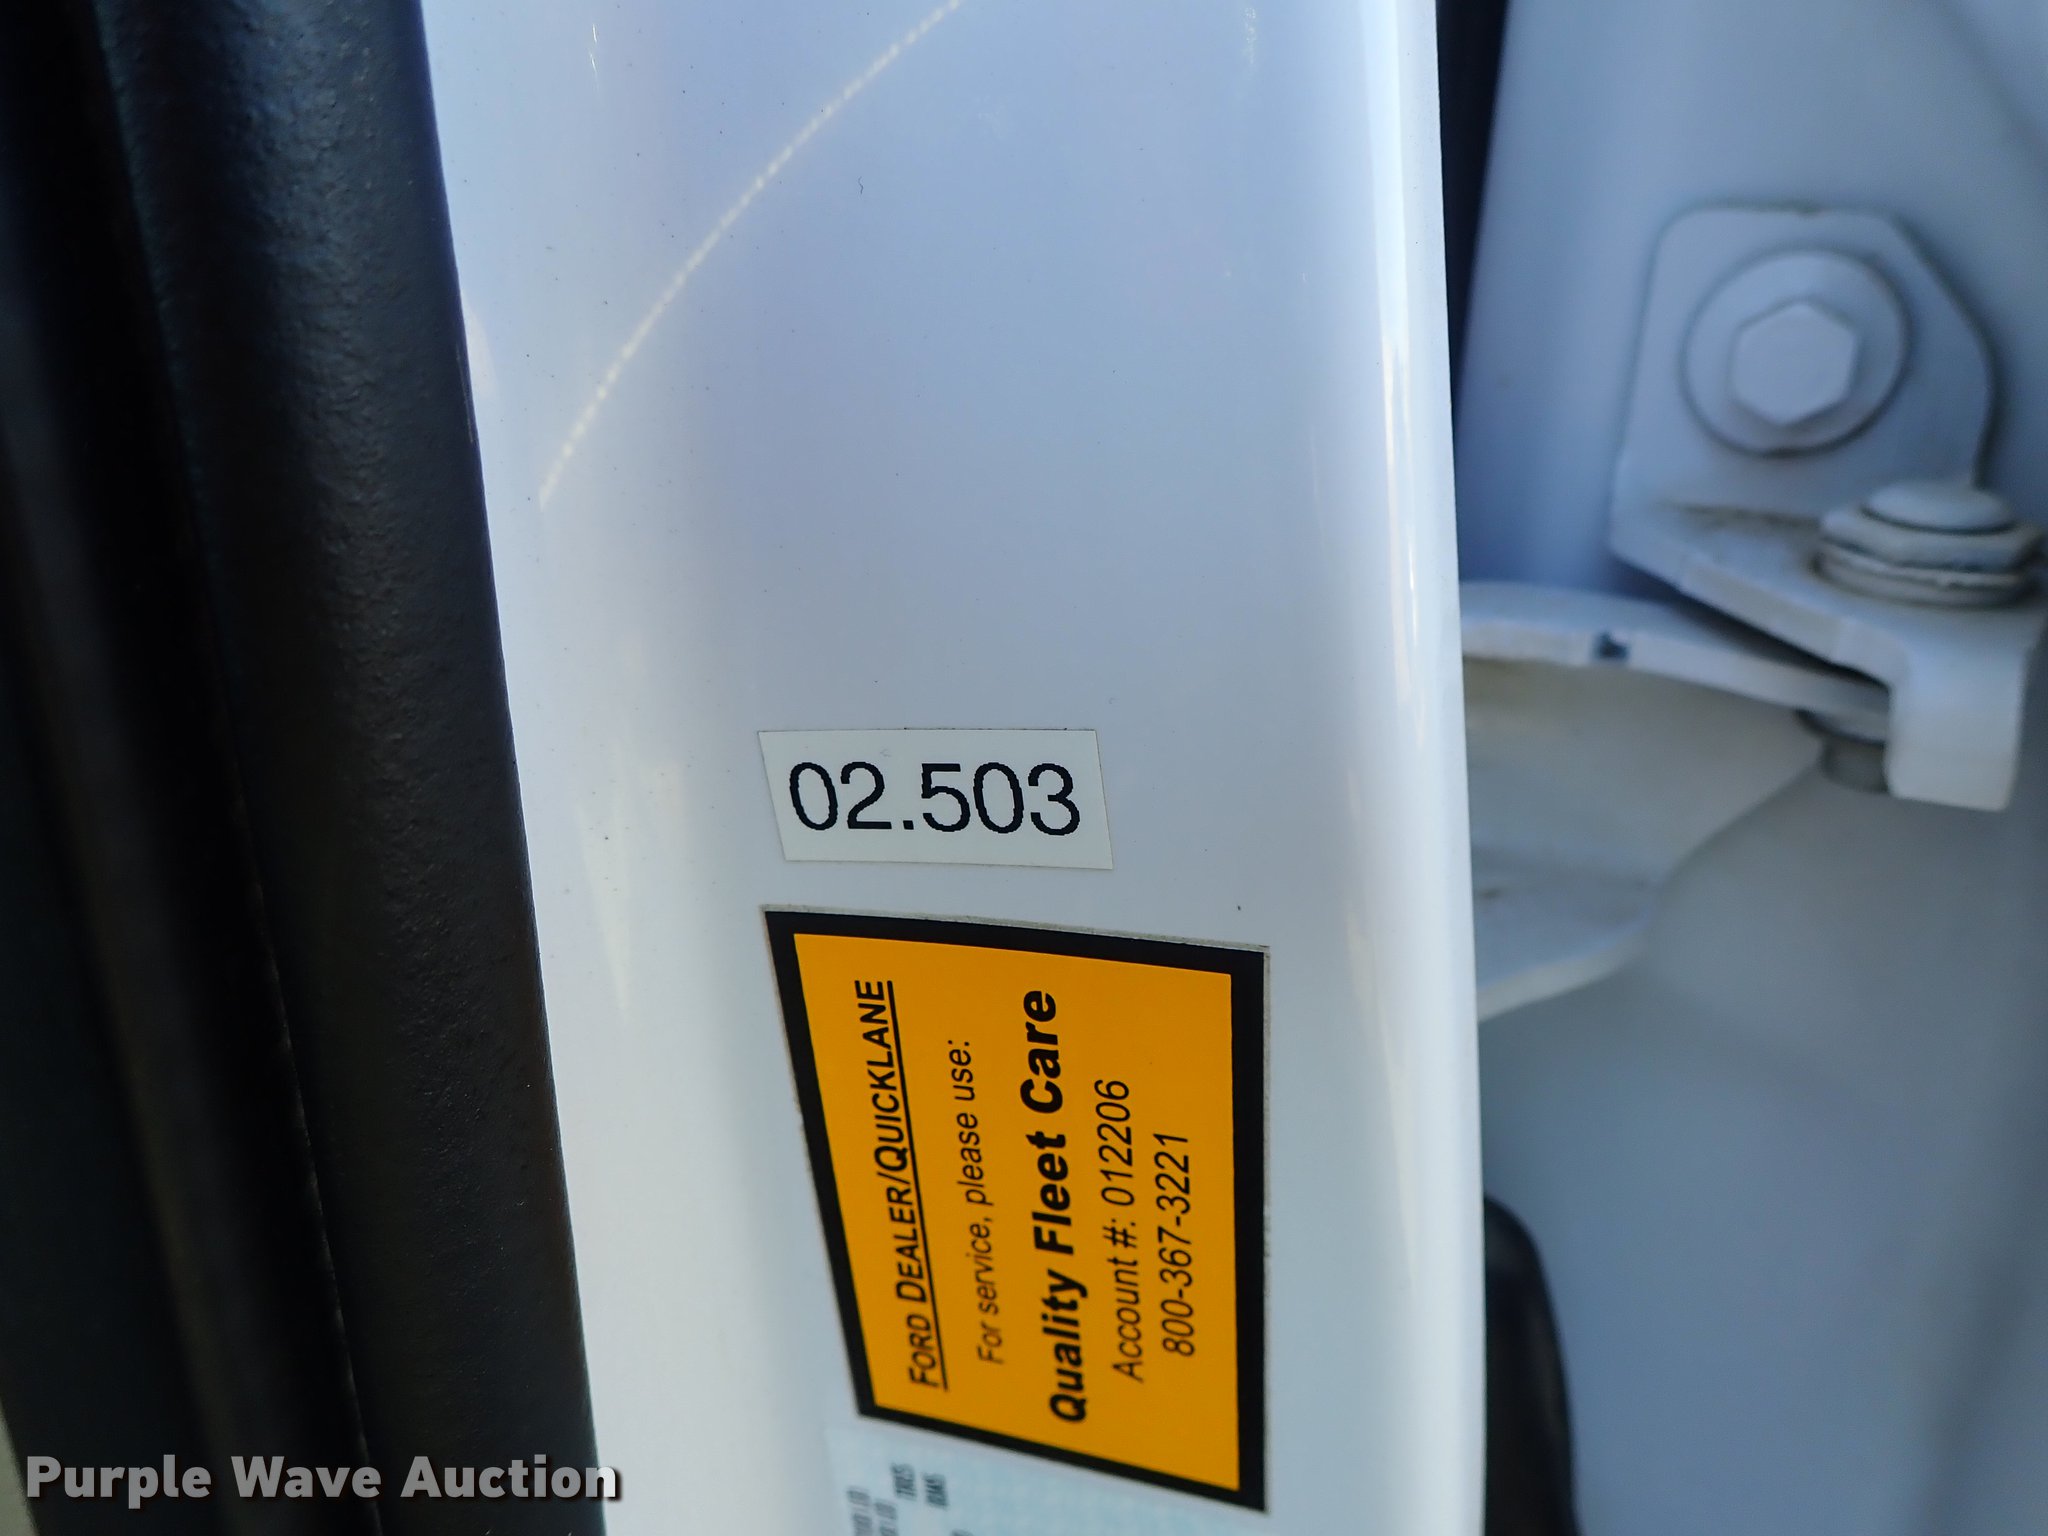 02.503
FORD DEALER/QUICKLANE
For service, please use:
Quality Fleet Care
Account #: 012206
800-367-3221
Purple Wave Auction